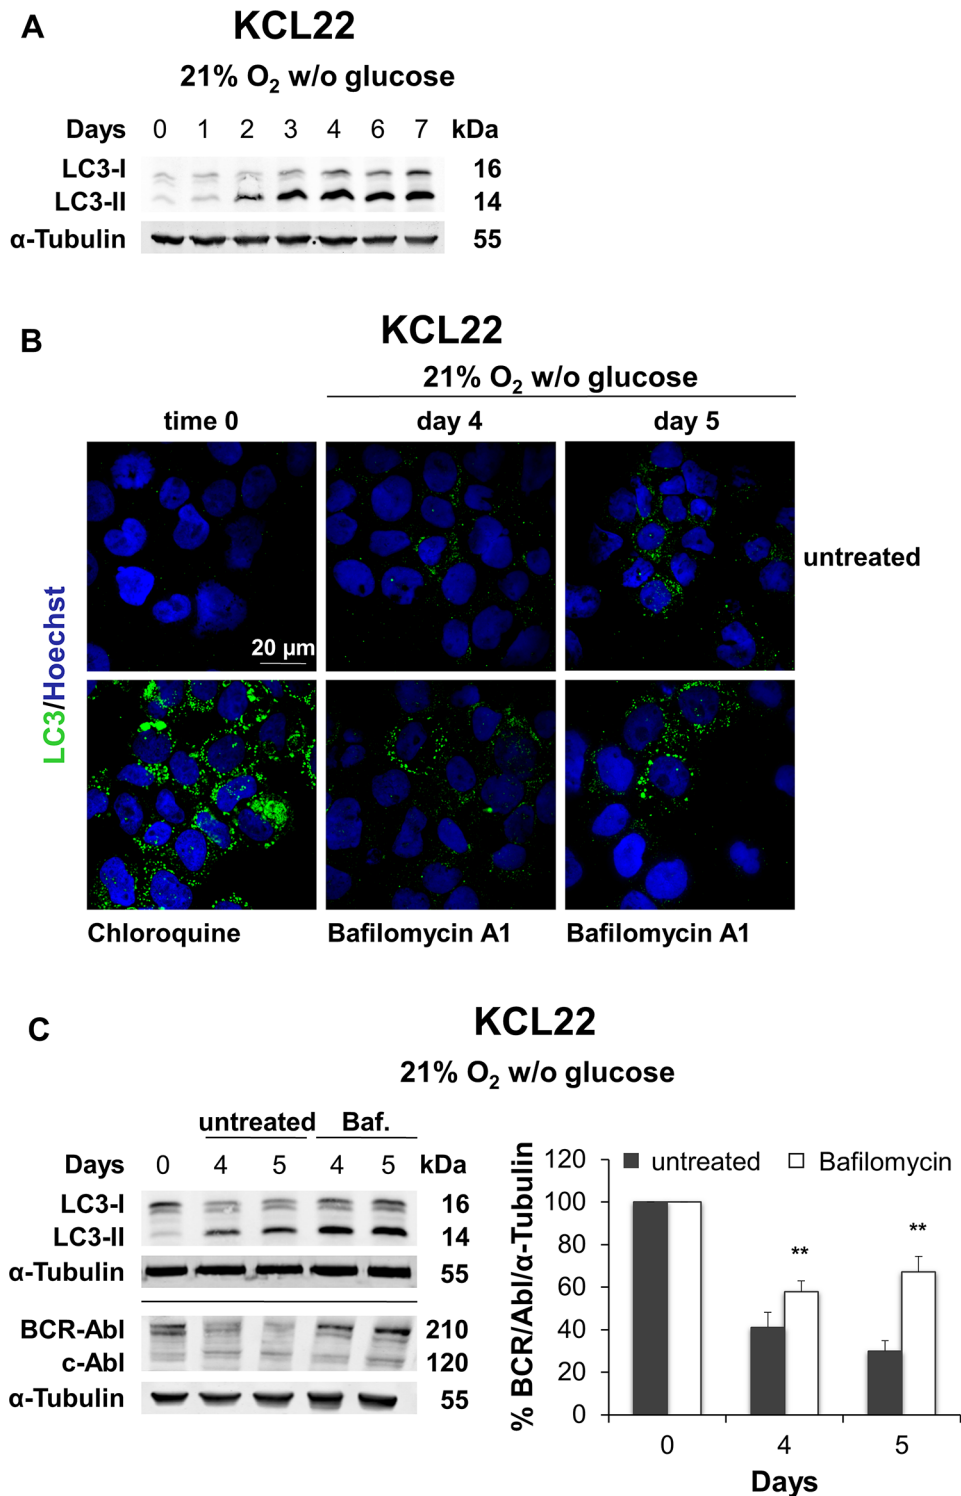 A
KCL22
21% O₂ w/o glucose
Days 0 1 2 3 4 6 7 kDa
LC3-I 16
LC3-II 14
α-Tubulin 55
B
KCL22
21% O₂ w/o glucose
time 0 day 4 day 5
untreated
20 µm
LC3/Hoechst
Chloroquine Bafilomycin A1 Bafilomycin A1
C
KCL22
21% O₂ w/o glucose
untreated Baf.
Days 0 4 5 4 5 kDa
LC3-I 16
LC3-II 14
α-Tubulin 55
BCR-Abl 210
c-Abl 120
α-Tubulin 55
% BCR/Abl/α-Tubulin
untreated Bafilomycin
120
100
80
60
40
20
0
** **
0 4 5
Days